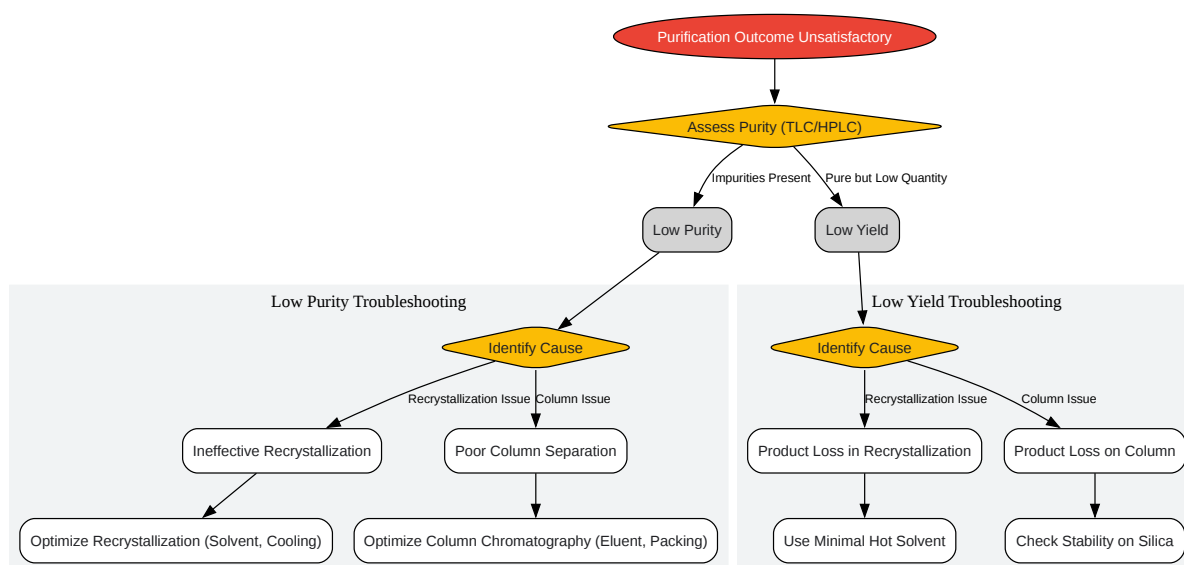 Purification Outcome Unsatisfactory
Assess Purity (TLC/HPLC)
Impurities Present
Pure but Low Quantity
Low Purity
Low Yield
Low Purity Troubleshooting
Low Yield Troubleshooting
Identify Cause
Identify Cause
Recrystallization Issue
Column Issue
Recrystallization Issue
Column Issue
Ineffective Recrystallization
Poor Column Separation
Product Loss in Recrystallization
Product Loss on Column
Optimize Recrystallization (Solvent, Cooling)
Optimize Column Chromatography (Eluent, Packing)
Use Minimal Hot Solvent
Check Stability on Silica